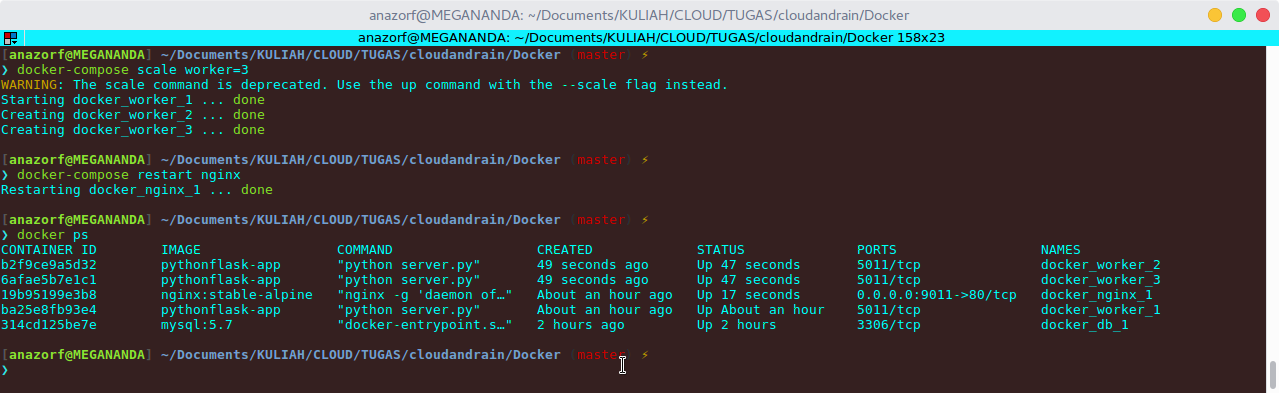 anazorf@MEGANANDA: ~/Documents/KULIAH/CLOUD/TUGAS/cloudandrain/Docker
anazorf@MEGANANDA: ~/Documents/KULIAH/CLOUD/TUGAS/cloudandrain/Docker 158x23
[anazorf@MEGANANDA] ~/Documents/KULIAH/CLOUD/TUGAS/cloudandrain/Docker (master) ⚡
❯ docker-compose scale worker=3
WARNING: The scale command is deprecated. Use the up command with the --scale flag instead.
Starting docker_worker_1 ... done
Creating docker_worker_2 ... done
Creating docker_worker_3 ... done
[anazorf@MEGANANDA] ~/Documents/KULIAH/CLOUD/TUGAS/cloudandrain/Docker (master) ⚡
❯ docker-compose restart nginx
Restarting docker_nginx_1 ... done
[anazorf@MEGANANDA] ~/Documents/KULIAH/CLOUD/TUGAS/cloudandrain/Docker (master) ⚡
❯ docker ps
CONTAINER ID IMAGE COMMAND CREATED STATUS PORTS NAMES
b2f9ce9a5d32 pythonflask-app "python server.py" 49 seconds ago Up 47 seconds 5011/tcp docker_worker_2
6afae5b7e1c1 pythonflask-app "python server.py" 49 seconds ago Up 47 seconds 5011/tcp docker_worker_3
19b95199e3b8 nginx:stable-alpine "nginx -g 'daemon of…" About an hour ago Up 17 seconds 0.0.0.0:9011->80/tcp docker_nginx_1
ba25e8fb93e4 pythonflask-app "python server.py" About an hour ago Up About an hour 5011/tcp docker_worker_1
314cd125be7e mysql:5.7 "docker-entrypoint.s…" 2 hours ago Up 2 hours 3306/tcp docker_db_1
[anazorf@MEGANANDA] ~/Documents/KULIAH/CLOUD/TUGAS/cloudandrain/Docker (master) ⚡
❯